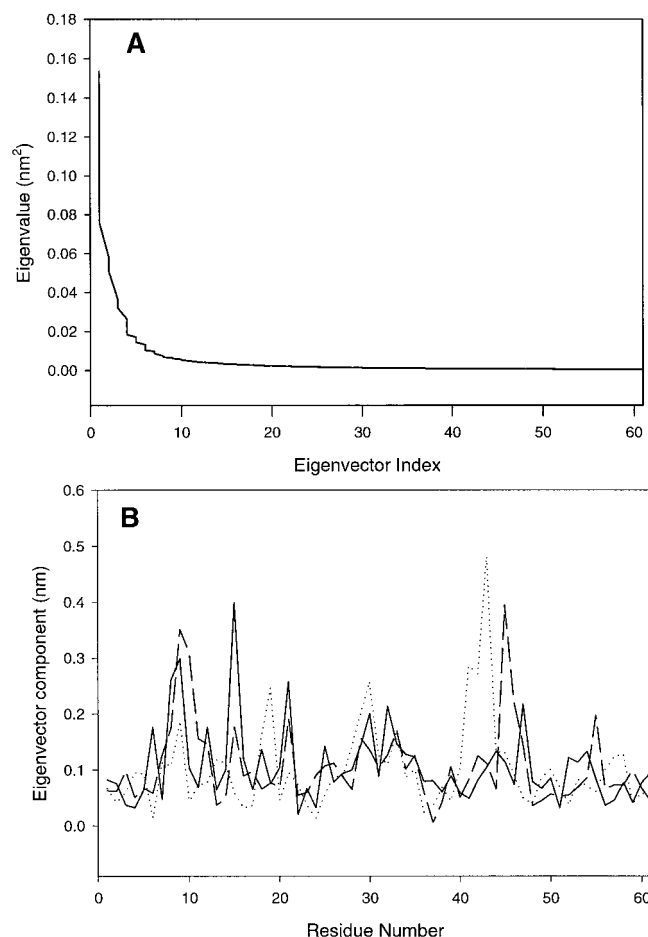 A
0.18
0.16
0.14
0.12
0.10
0.08
0.06
0.04
0.02
0.00
Eigenvalue (nm²)
0 10 20 30 40 50 60
Eigenvector Index
B
0.6
0.5
0.4
0.3
0.2
0.1
0.0
Eigenvector component (nm)
0 10 20 30 40 50 60
Residue Number